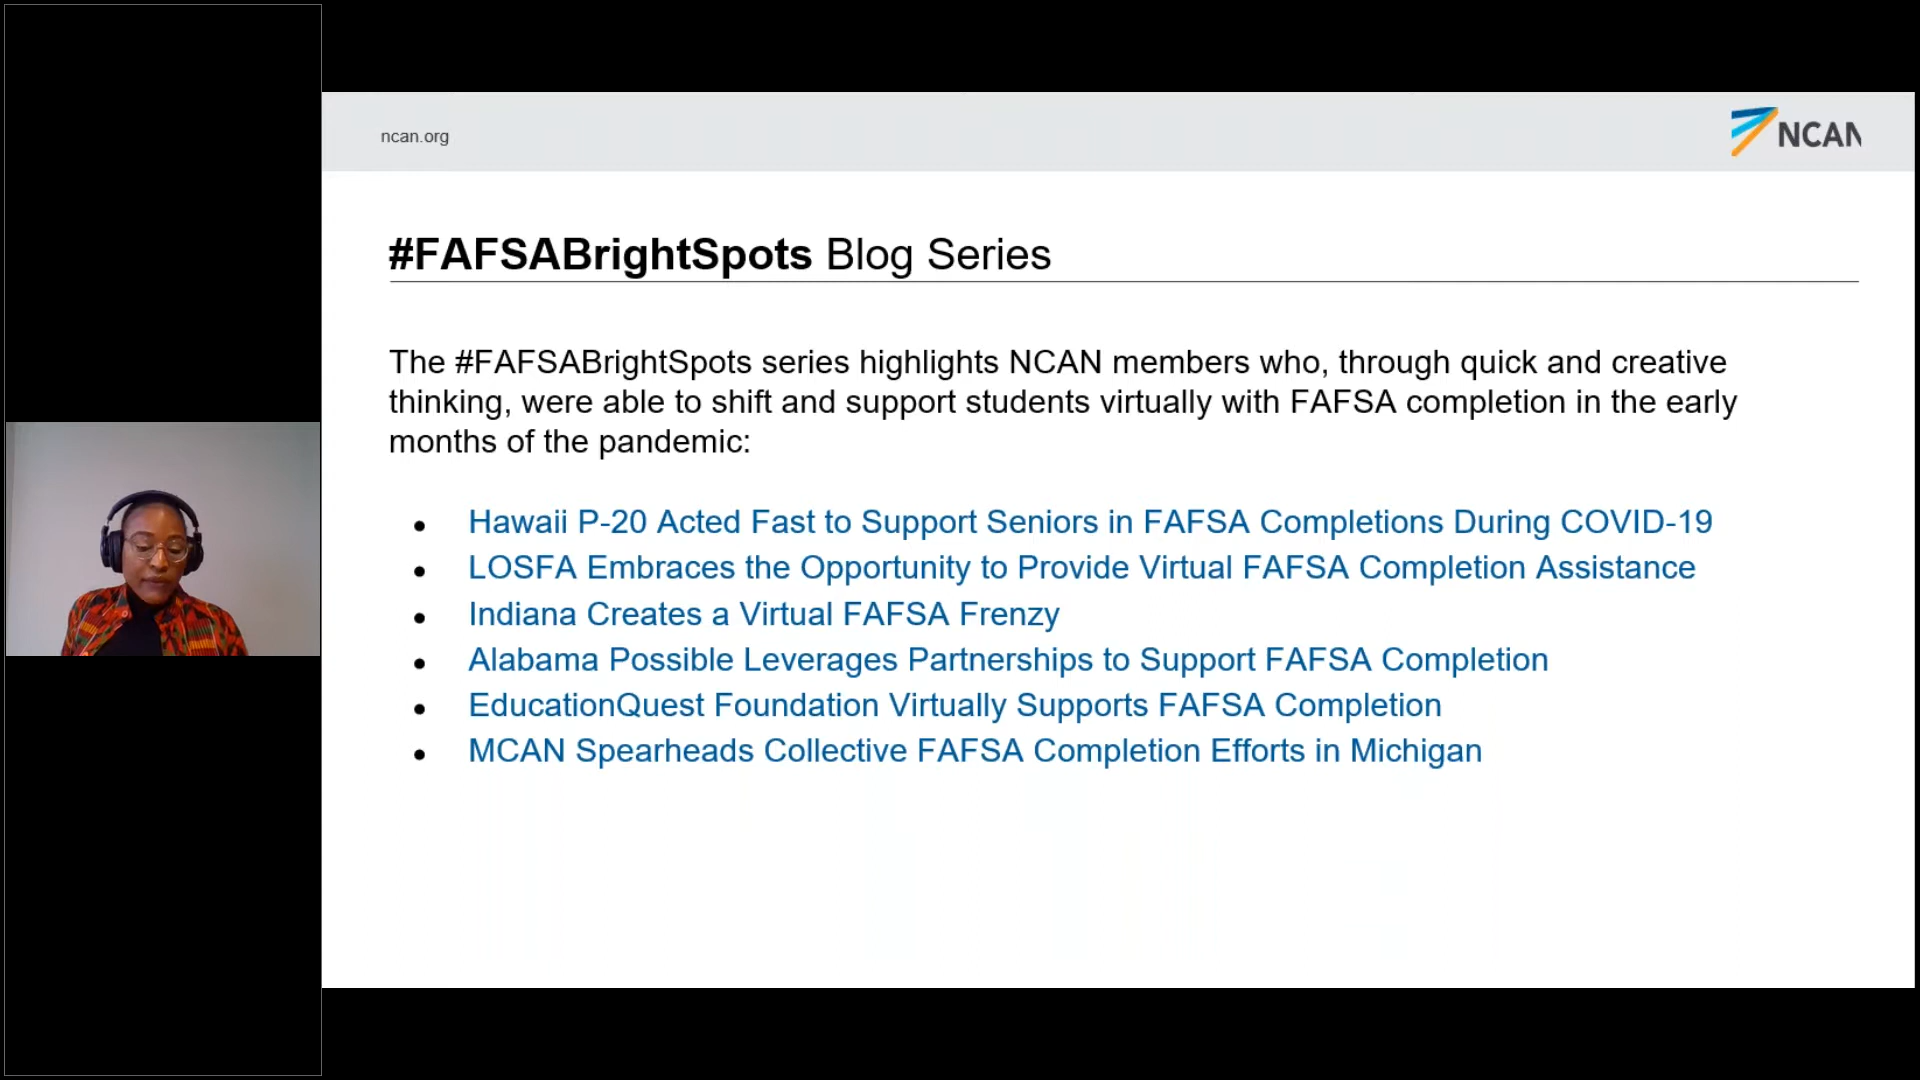 ncan.org
NCAN
#FAFSABrightSpots Blog Series
The #FAFSABrightSpots series highlights NCAN members who, through quick and creative
thinking, were able to shift and support students virtually with FAFSA completion in the early
months of the pandemic:
● Hawaii P-20 Acted Fast to Support Seniors in FAFSA Completions During COVID-19
● LOSFA Embraces the Opportunity to Provide Virtual FAFSA Completion Assistance
● Indiana Creates a Virtual FAFSA Frenzy
● Alabama Possible Leverages Partnerships to Support FAFSA Completion
● EducationQuest Foundation Virtually Supports FAFSA Completion
● MCAN Spearheads Collective FAFSA Completion Efforts in Michigan